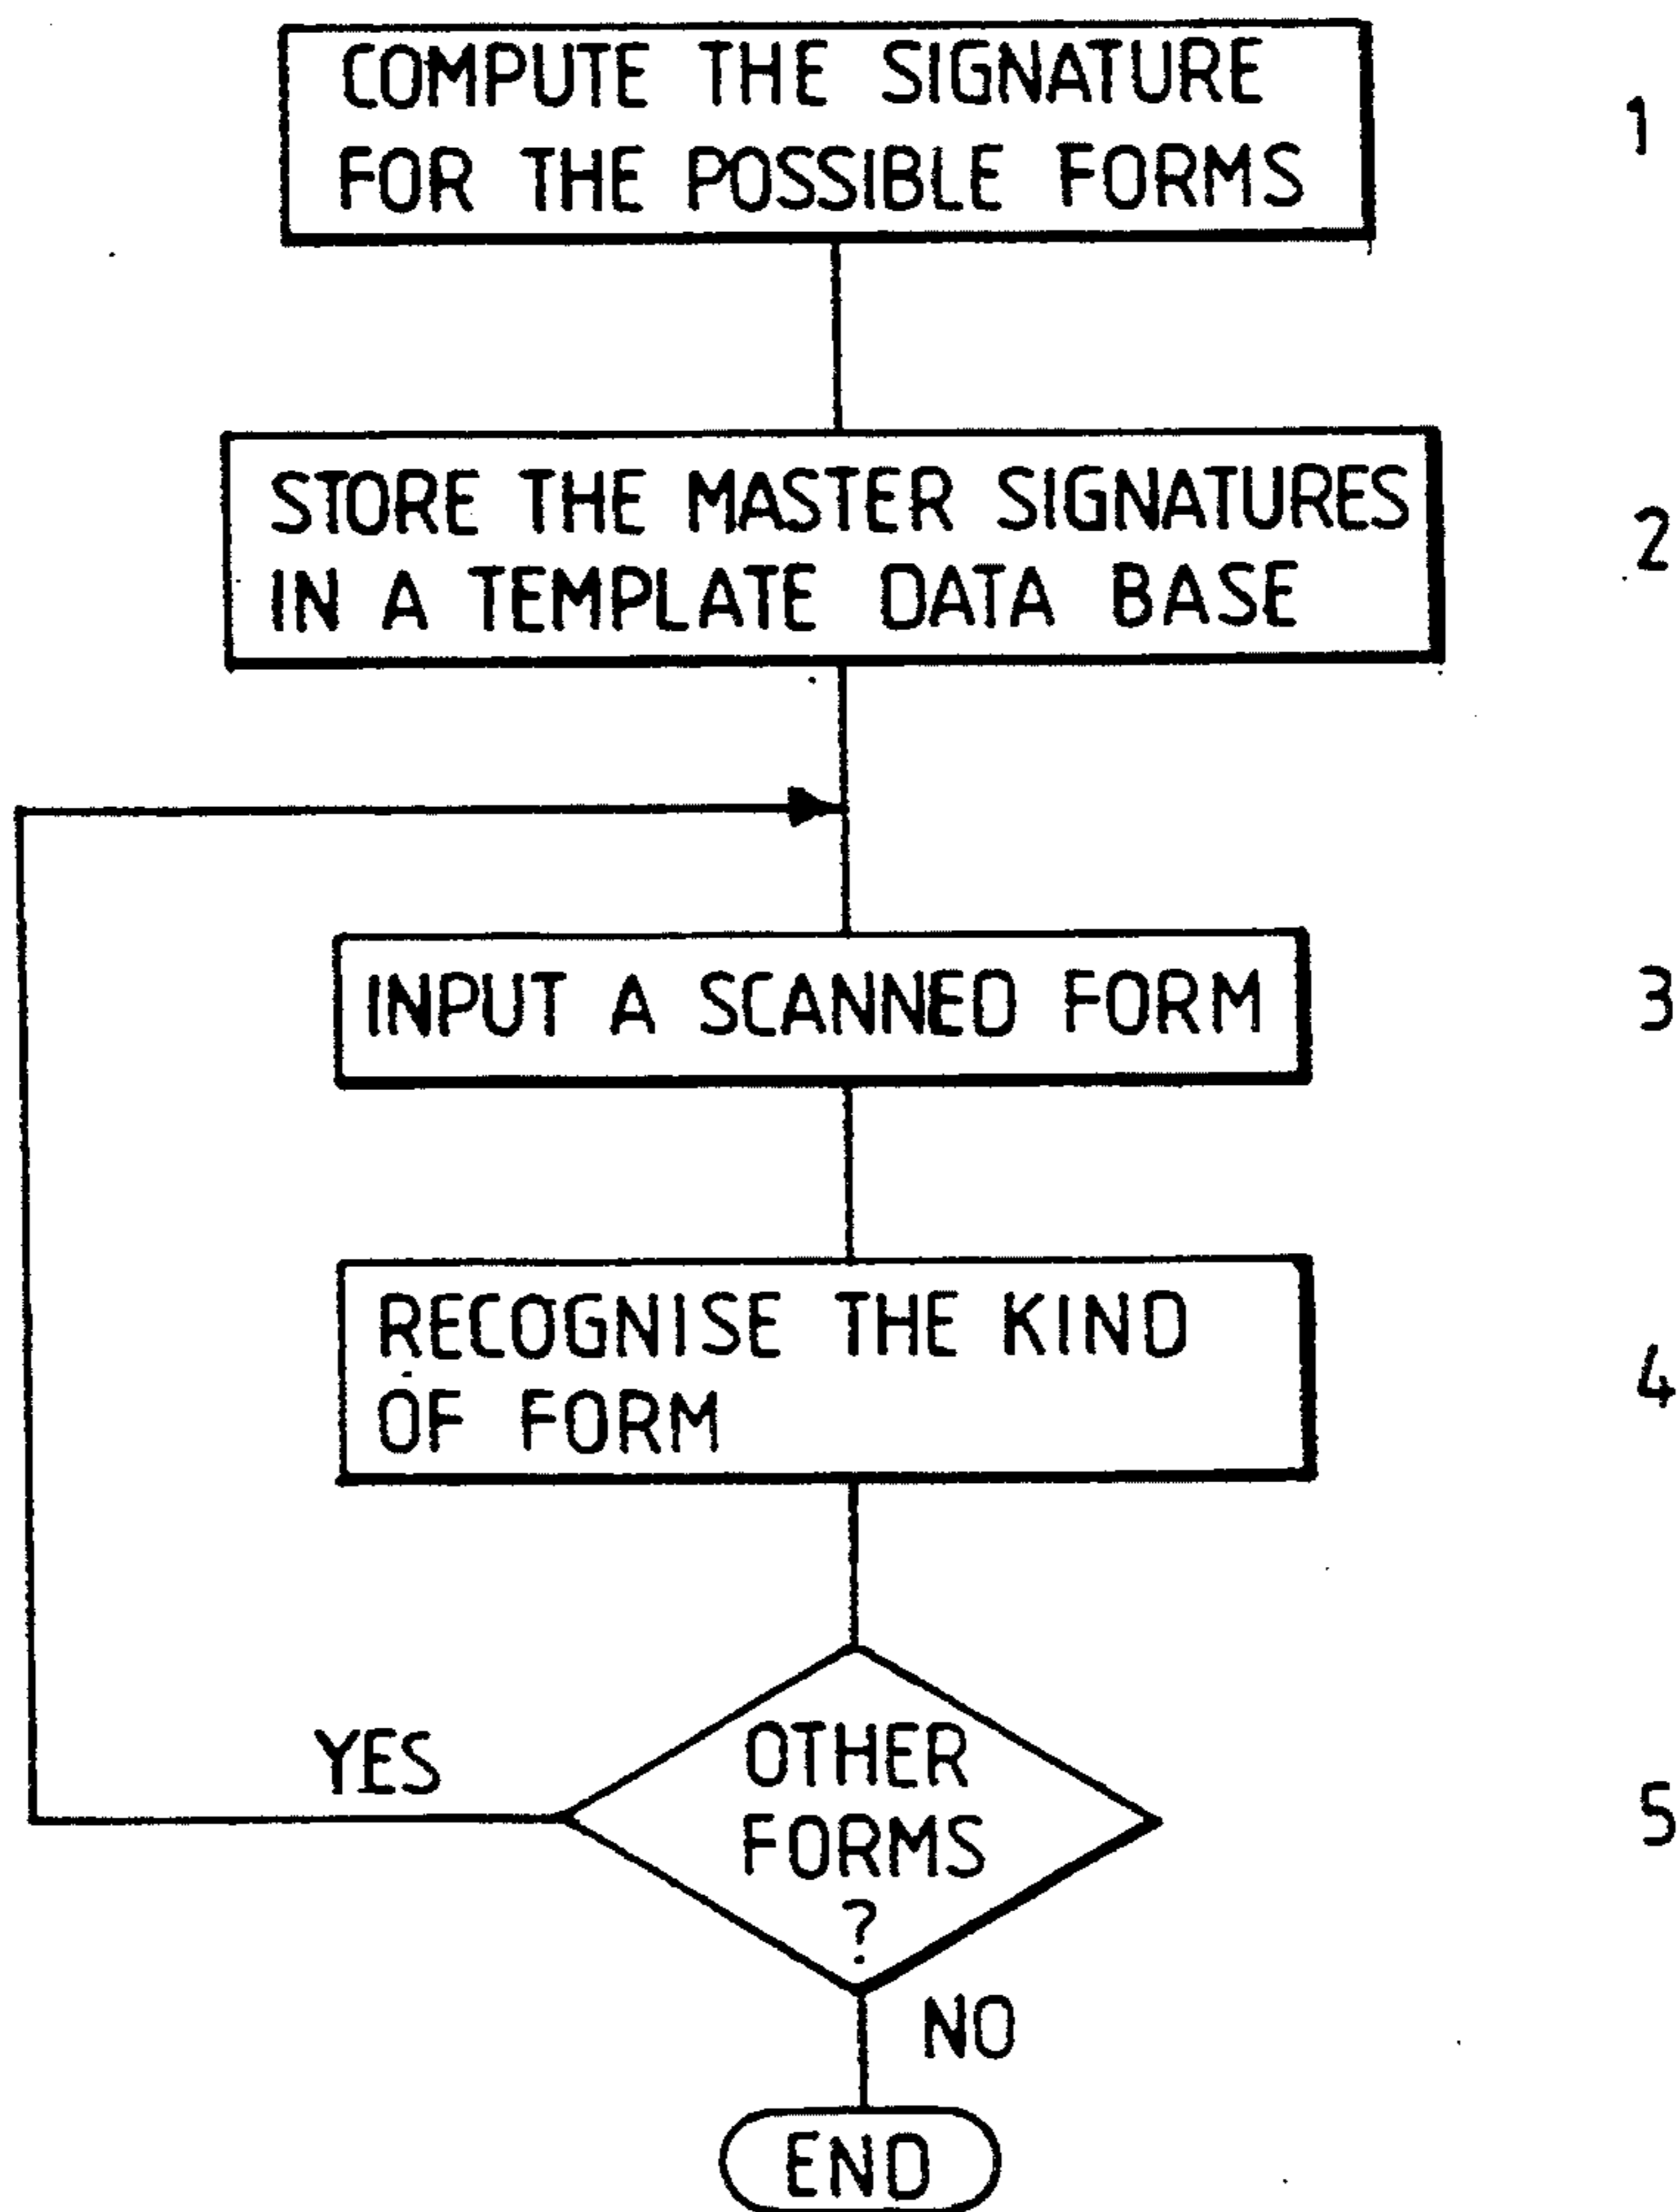 COMPUTE THE SIGNATURE
FOR THE POSSIBLE FORMS
1
STORE THE MASTER SIGNATURES
IN A TEMPLATE DATA BASE
2
INPUT A SCANNED FORM
3
RECOGNISE THE KIND
OF FORM
4
YES
OTHER
FORMS
?
5
NO
END